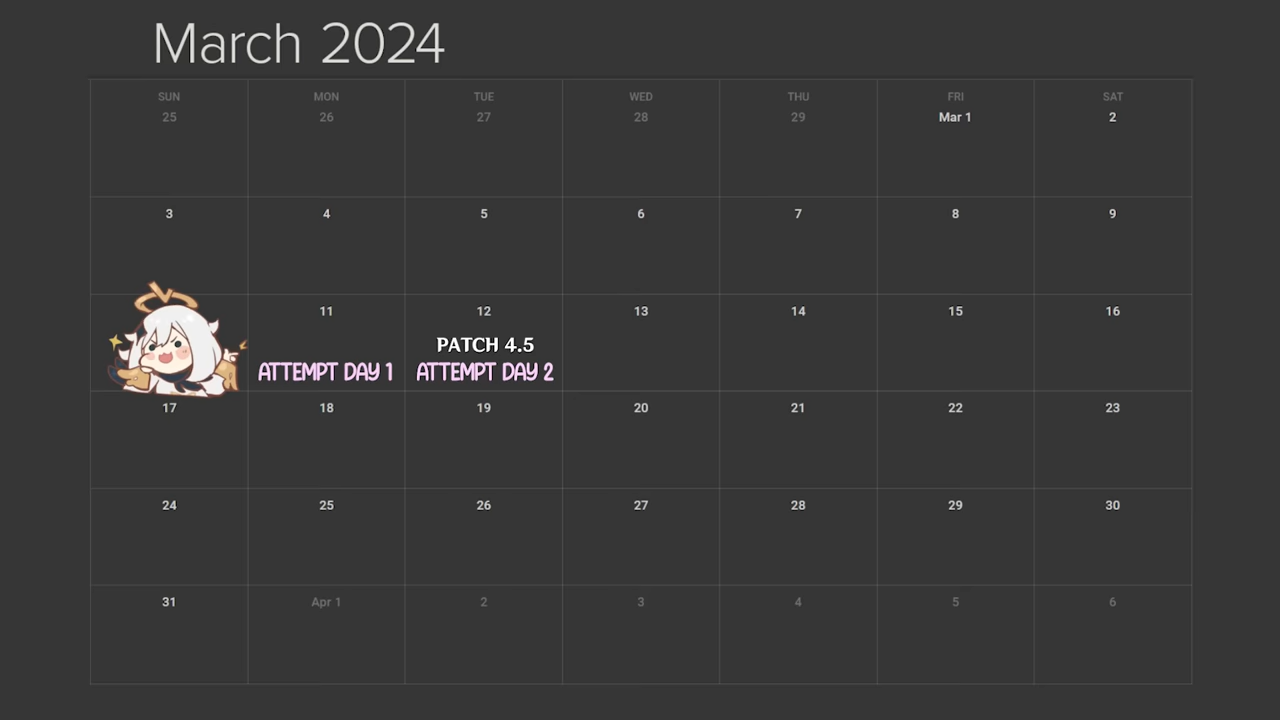 March 2024
SUN MON TUE WED THU FRI SAT
25 26 27 28 29 Mar 1 2
3 4 5 6 7 8 9
11 12 13 14 15 16
PATCH 4.5
ATTEMPT DAY 1 ATTEMPT DAY 2
17 18 19 20 21 22 23
24 25 26 27 28 29 30
31 Apr 1 2 3 4 5 6